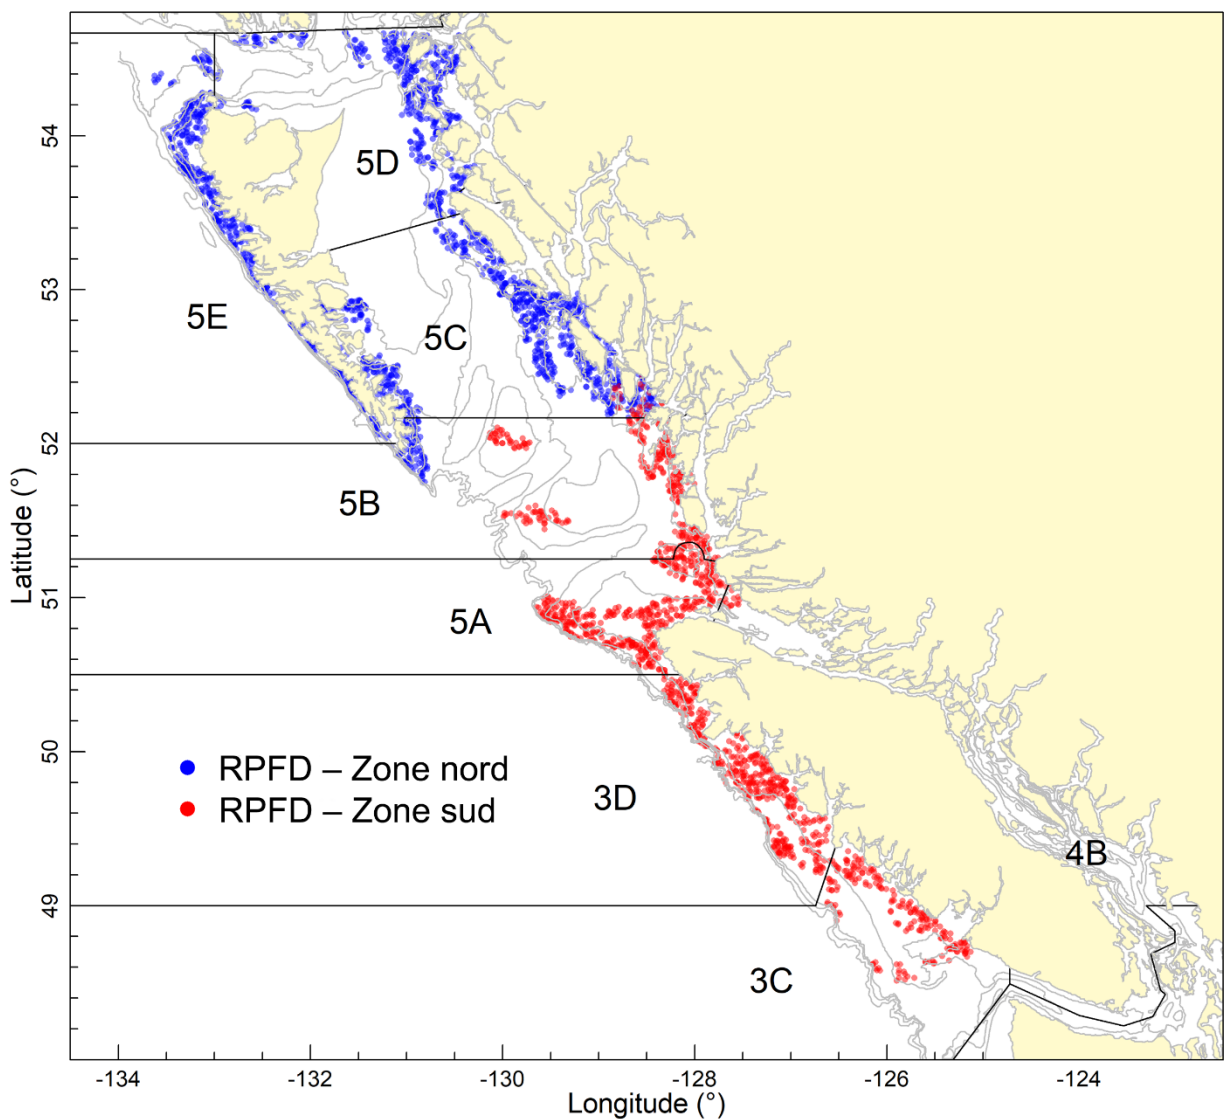 5D
5E
5C
5B
5A
RPFD – Zone nord
RPFD – Zone sud
3D
4B
3C
54
53
52
51
50
49
Latitude (°)
-134
-132
-130
-128
-126
-124
Longitude (°)